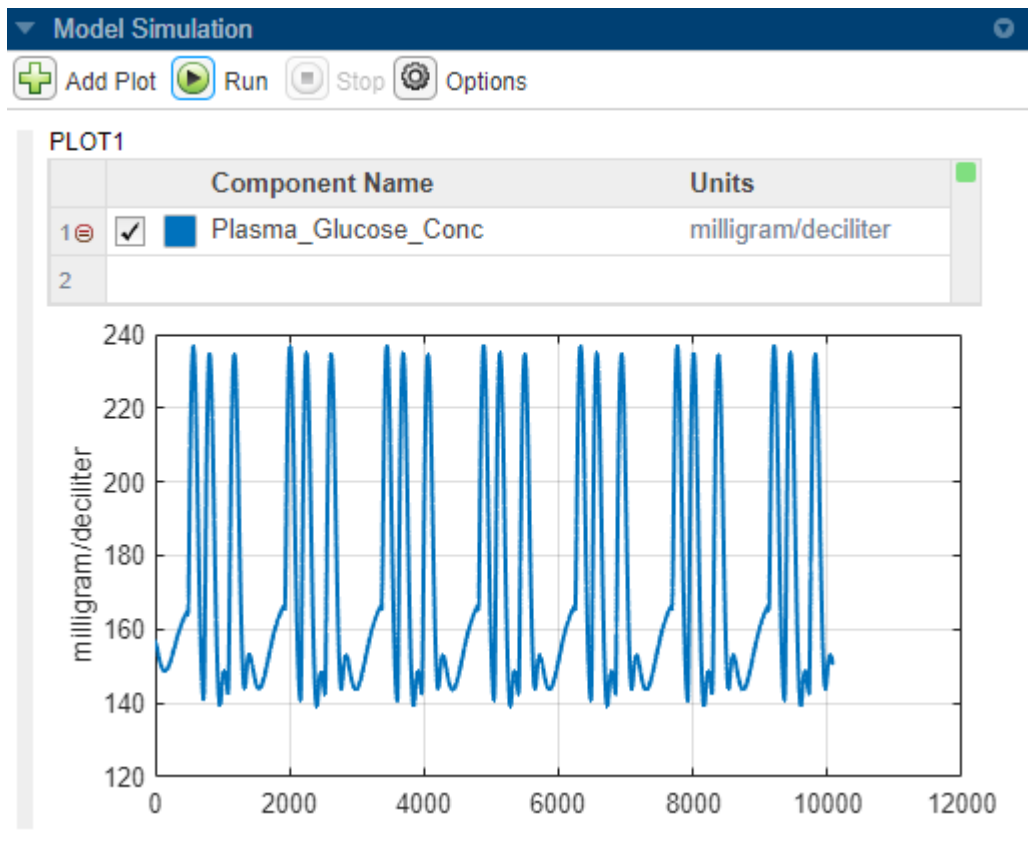 Model Simulation
Add Plot Run Stop Options
PLOT1
Component Name Units
1 Plasma_Glucose_Conc milligram/deciliter
2
240
220
200
180
160
140
120
milligram/deciliter
0 2000 4000 6000 8000 10000 12000